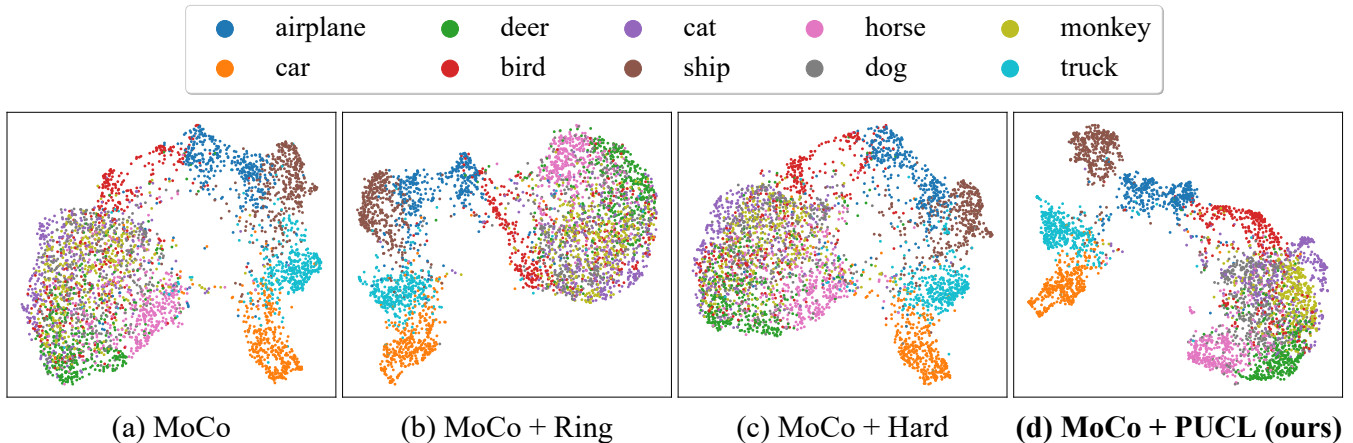 airplane deer cat horse monkey
car bird ship dog truck
(a) MoCo (b) MoCo + Ring (c) MoCo + Hard (d) MoCo + PUCL (ours)